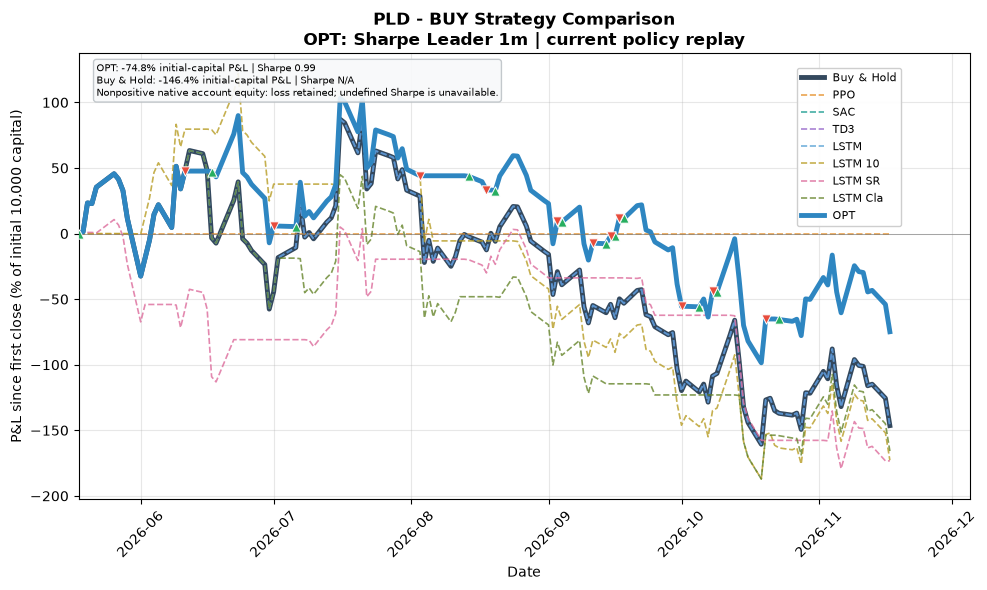 PLD - BUY Strategy Comparison
OPT: Sharpe Leader 1m | current policy replay
OPT: -74.8% initial-capital P&L | Sharpe 0.99
Buy & Hold: -146.4% initial-capital P&L | Sharpe N/A
Nonpositive native account equity: loss retained; undefined Sharpe is unavailable.
Buy & Hold
PPO
SAC
TD3
LSTM
LSTM 10
LSTM SR
LSTM Cla
OPT
P&L since first close (% of initial 10,000 capital)
100
50
0
−50
−100
−150
−200
2026-06
2026-07
2026-08
2026-09
2026-10
2026-11
2026-12
Date